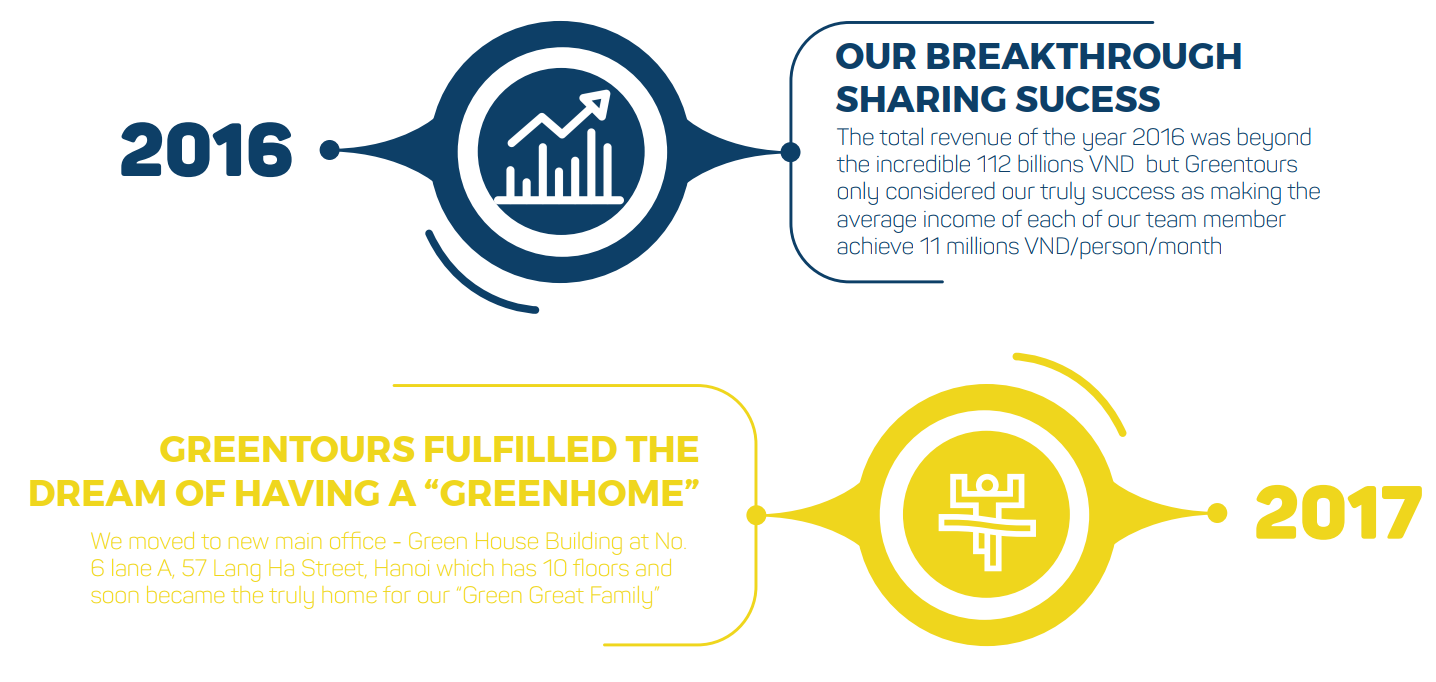 2016
OUR BREAKTHROUGH
SHARING SUCESS
The total revenue of the year 2016 was beyond
the incredible 112 billions VND but Greentours
only considered our truly success as making the
average income of each of our team member
achieve 11 millions VND/person/month
GREENTOURS FULFILLED THE
DREAM OF HAVING A “GREENHOME”
We moved to new main office - Green House Building at No.
6 lane A, 57 Lang Ha Street, Hanoi which has 10 floors and
soon became the truly home for our “Green Great Family”
2017